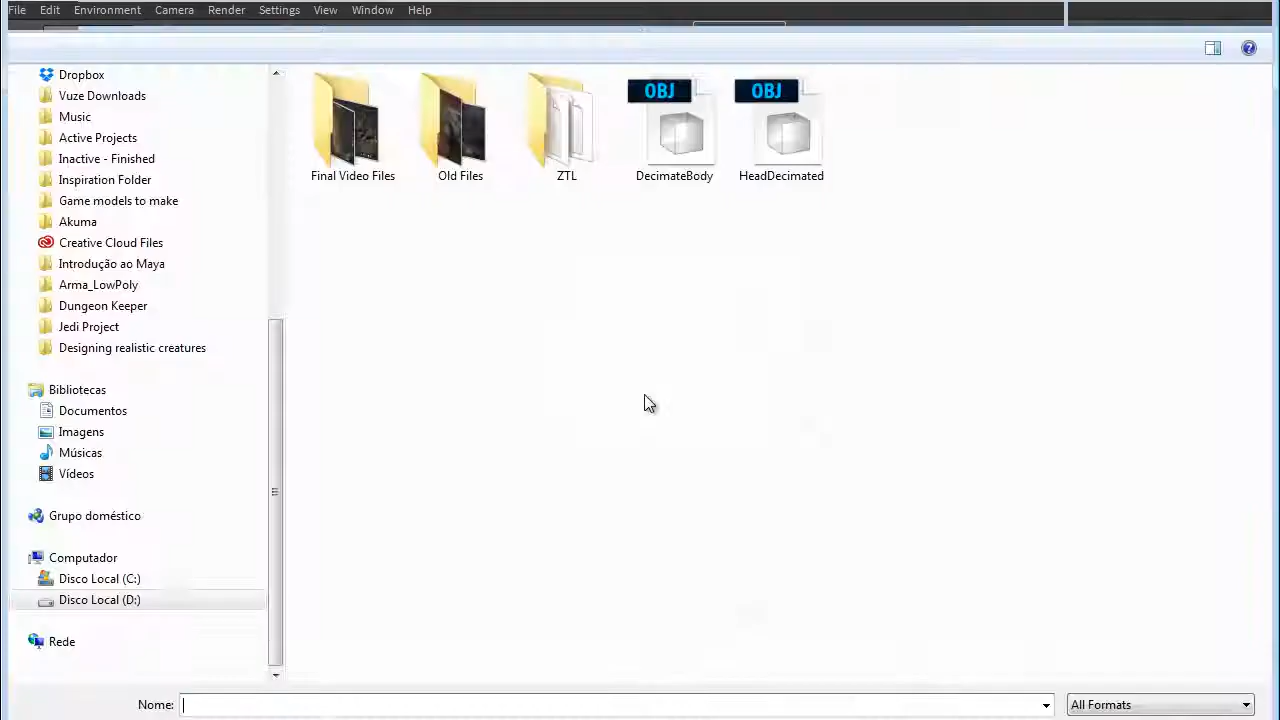 File Edit Environment Camera Render Settings View Window Help
Dropbox
Vuze Downloads
Music
Active Projects
Inactive - Finished
Inspiration Folder
Game models to make
Akuma
Creative Cloud Files
Introdução ao Maya
Arma_LowPoly
Dungeon Keeper
Jedi Project
Designing realistic creatures
Bibliotecas
Documentos
Imagens
Músicas
Vídeos
Grupo doméstico
Computador
Disco Local (C:)
Disco Local (D:)
Rede
OBJ OBJ
Final Video Files Old Files ZTL DecimateBody HeadDecimated
Nome: All Formats